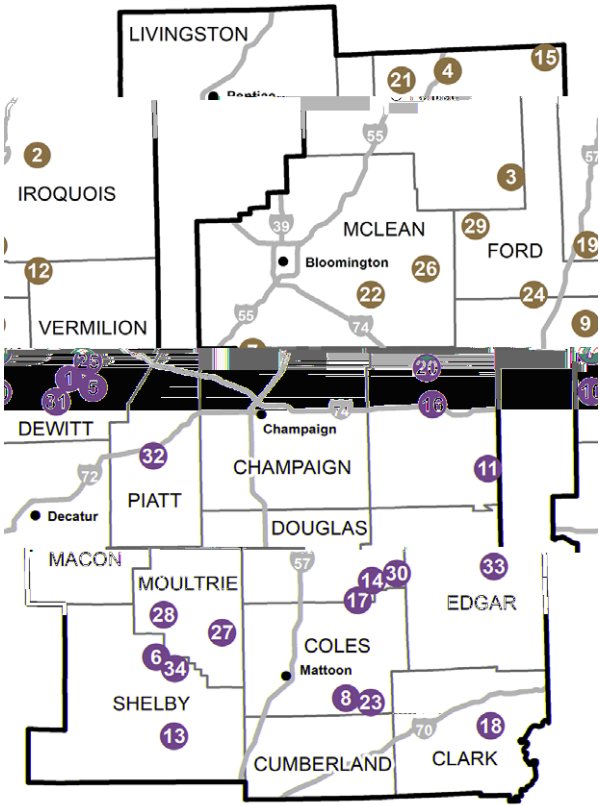 LIVINGSTON
15
4
21
55
57
2
3
IROQUOIS
39
MCLEAN
29
FORD
19
Bloomington
26
12
22
24
55
74
9
VERMILION
1
5
31
16
74
DEWITT
Champaign
32
CHAMPAIGN
11
72
PIATT
Decatur
DOUGLAS
MACON
57
33
MOULTRIE
14
30
17
EDGAR
28
27
COLES
6
34
Mattoon
SHELBY
8
23
13
70
18
CUMBERLAND
CLARK